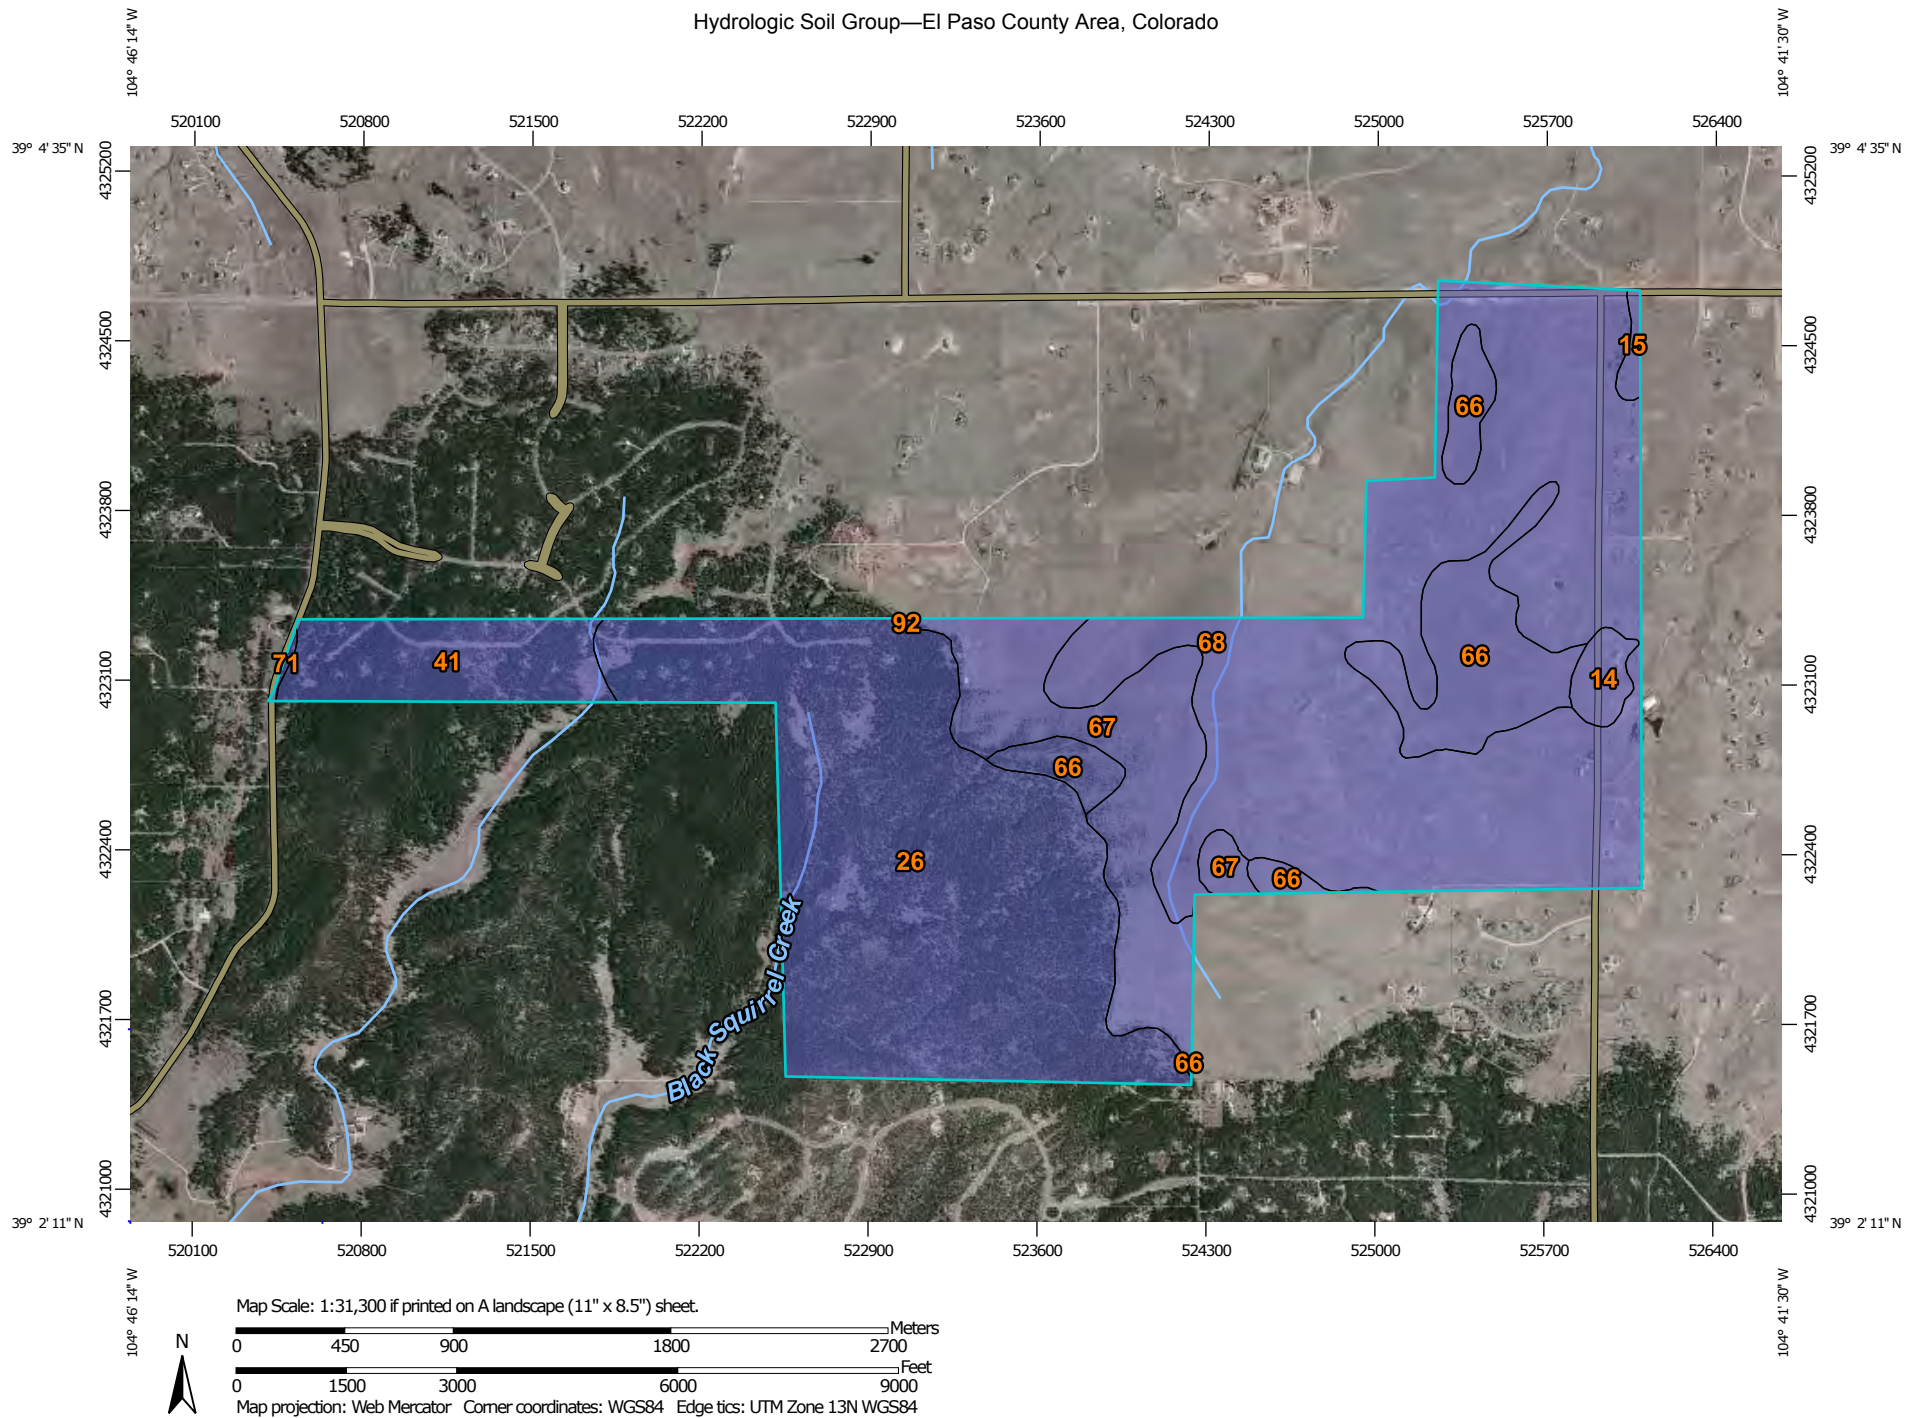 Hydrologic Soil Group—El Paso County Area, Colorado
104° 46' 14" W
104° 41' 30" W
520100 520800 521500 522200 522900 523600 524300 525000 525700 526400
39° 4' 35" N
39° 4' 35" N
4325200
4325200
4324500
4324500
15
66
4323800
4323800
92
68
71
41
66
14
4323100
4323100
67
66
4322400
4322400
26
67
66
Black Squirrel Creek
4321700
4321700
66
4321000
4321000
39° 2' 11" N
39° 2' 11" N
520100 520800 521500 522200 522900 523600 524300 525000 525700 526400
104° 46' 14" W
104° 41' 30" W
Map Scale: 1:31,300 if printed on A landscape (11" x 8.5") sheet.
N
Meters
0 450 900 1800 2700
Feet
0 1500 3000 6000 9000
Map projection: Web Mercator Corner coordinates: WGS84 Edge tics: UTM Zone 13N WGS84